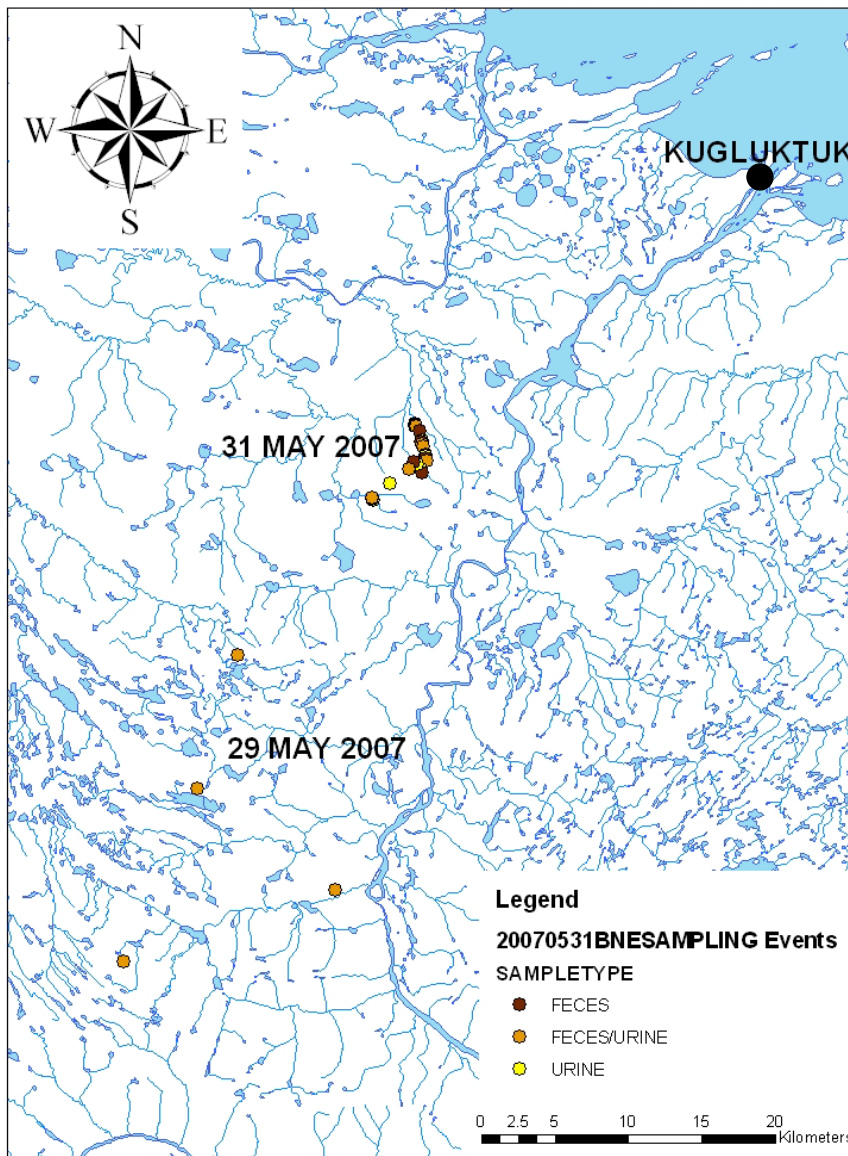 N
W E
S
KUGLUKTUK
31 MAY 2007
29 MAY 2007
Legend
20070531BNESAMPLING Events
SAMPLETYPE
FECES
FECES/URINE
URINE
0 2.5 5 10 15 20
Kilometers